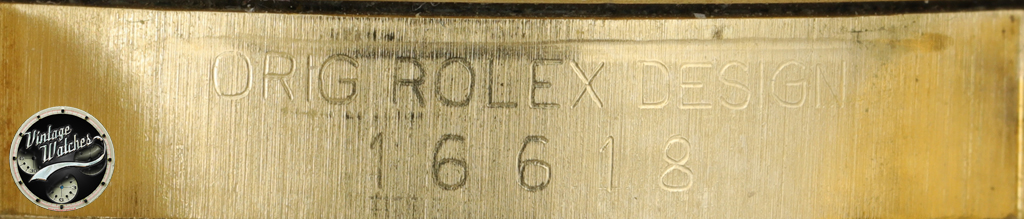 ORIG ROLEX DESIGN
16618
Vintage
Watches